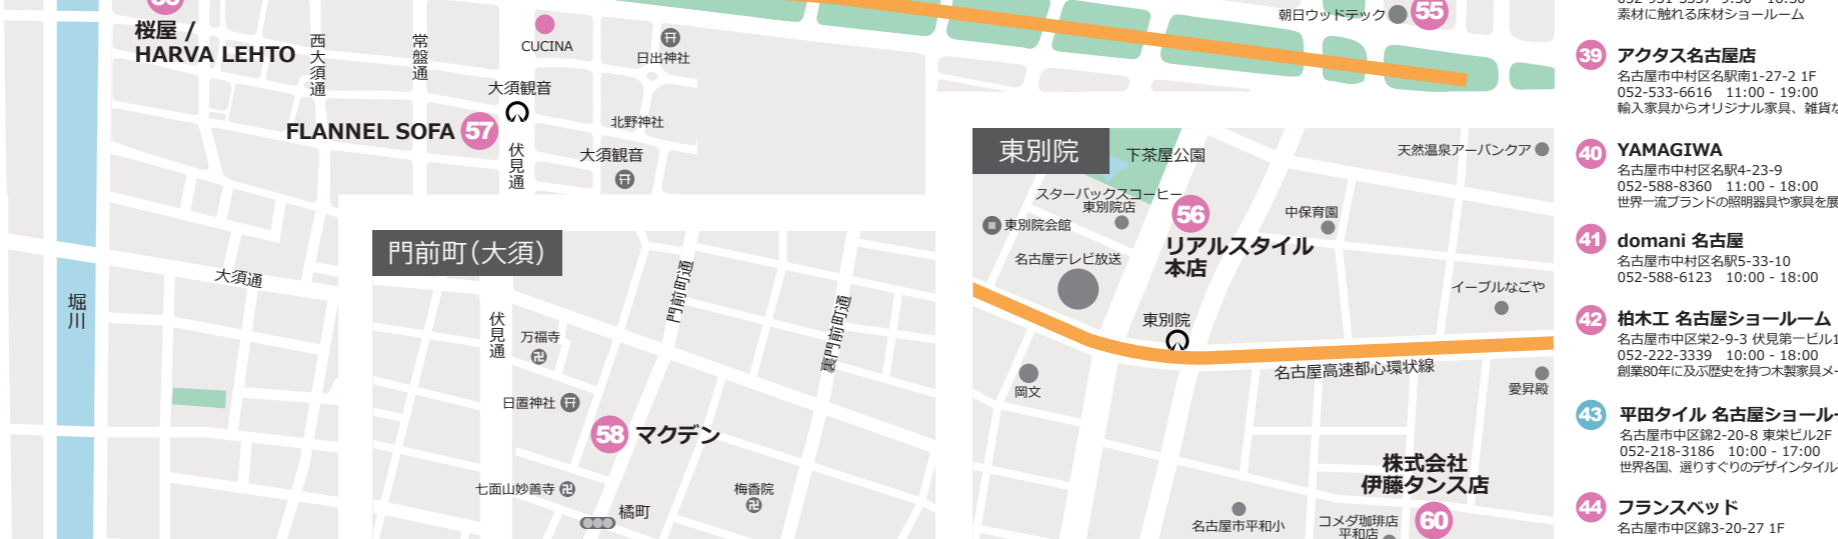 桜屋 /
HARVA LEHTO
西大須通
常盤通
CUCINA
日出神社
大須観音
FLANNEL SOFA 57
伏見通
北野神社
大須観音
朝日ウッドテック 55
大須通
堀川
門前町(大須)
伏見通
万福寺
門前町通
裏門前町通
日置神社
58 マクデン
七面山妙善寺
橘町
梅香院
東別院
下茶屋公園
天然温泉アーバンクア
スターバックスコーヒー
東別院店
56
リアルスタイル
本店
中保育園
東別院会館
名古屋テレビ放送
イーブルなごや
東別院
名古屋高速都心環状線
岡文
愛昇殿
株式会社
伊藤タンス店
60
名古屋市平和小
コメダ珈琲店
平和店
素材に触れる床材ショールーム
39 アクタス名古屋店
名古屋市中村区名駅南1-27-2 1F
052-533-6616 11:00 - 19:00
輸入家具からオリジナル家具、雑貨
40 YAMAGIWA
名古屋市中村区名駅4-23-9
052-588-8360 11:00 - 18:00
世界一流ブランドの照明器具や家具を展
41 domani 名古屋
名古屋市中村区名駅5-33-10
052-588-6123 10:00 - 18:00
42 柏木工 名古屋ショールーム
名古屋市中区栄2-9-3 伏見第一ビル1
052-222-3339 10:00 - 18:00
創業80年に及ぶ歴史を持つ木製家具メー
43 平田タイル 名古屋ショールー
名古屋市中区錦2-20-8 東栄ビル2F
052-218-3186 10:00 - 17:00
世界各国、選りすぐりのデザインタイル
44 フランスベッド
名古屋市中区錦3-20-27 1F